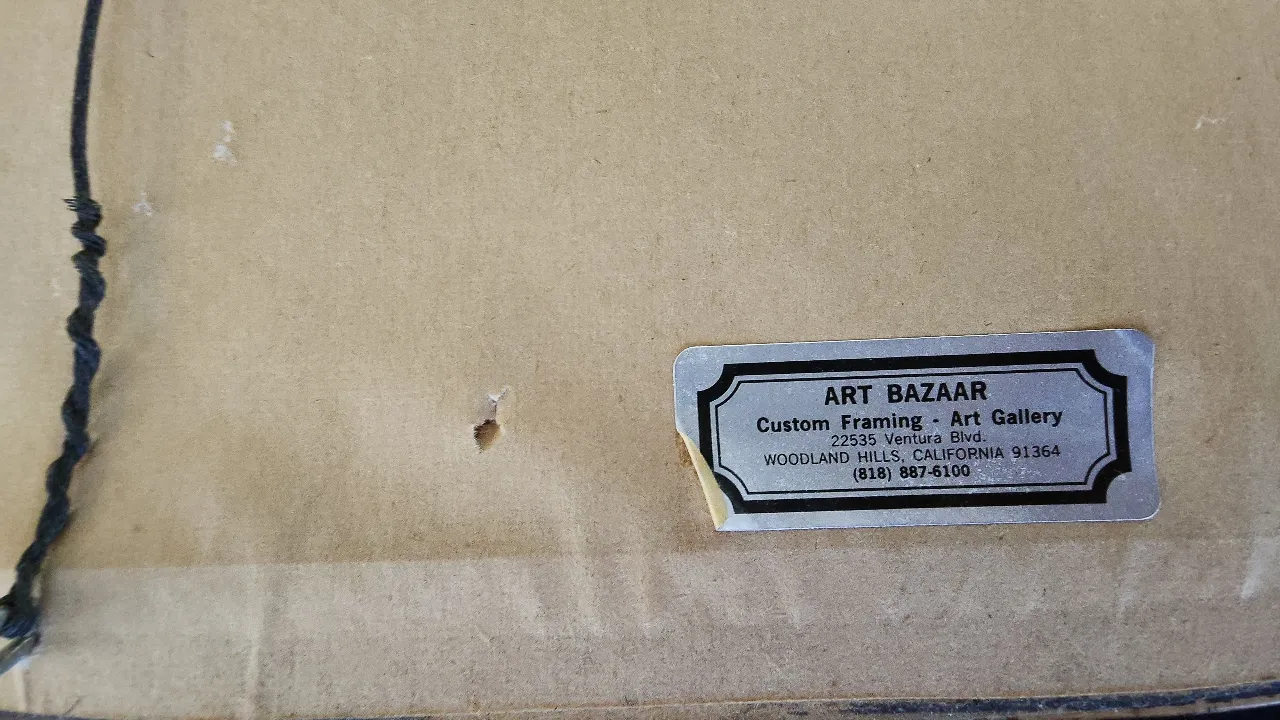 ART BAZAAR
Custom Framing - Art Gallery
22535 Ventura Blvd.
WOODLAND HILLS, CALIFORNIA 91364
(818) 887-6100